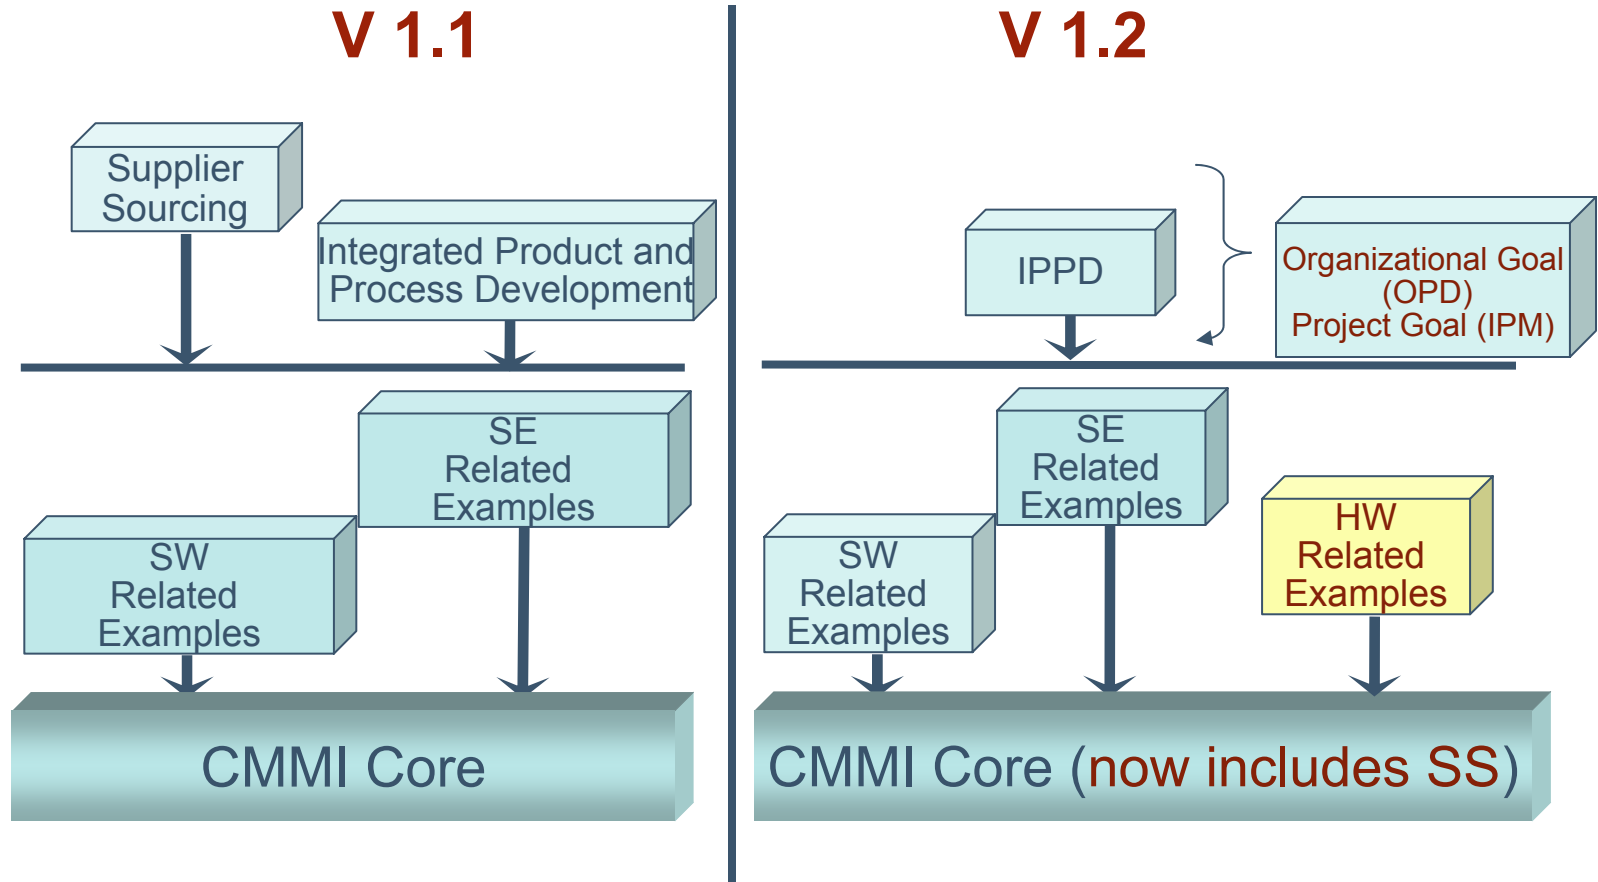 V 1.1
Supplier
Sourcing
Integrated Product and
Process Development
SE
Related
Examples
SW
Related
Examples
CMMI Core
V 1.2
IPPD
Organizational Goal
(OPD)
Project Goal (IPM)
SE
Related
Examples
SW
Related
Examples
HW
Related
Examples
CMMI Core (now includes SS)